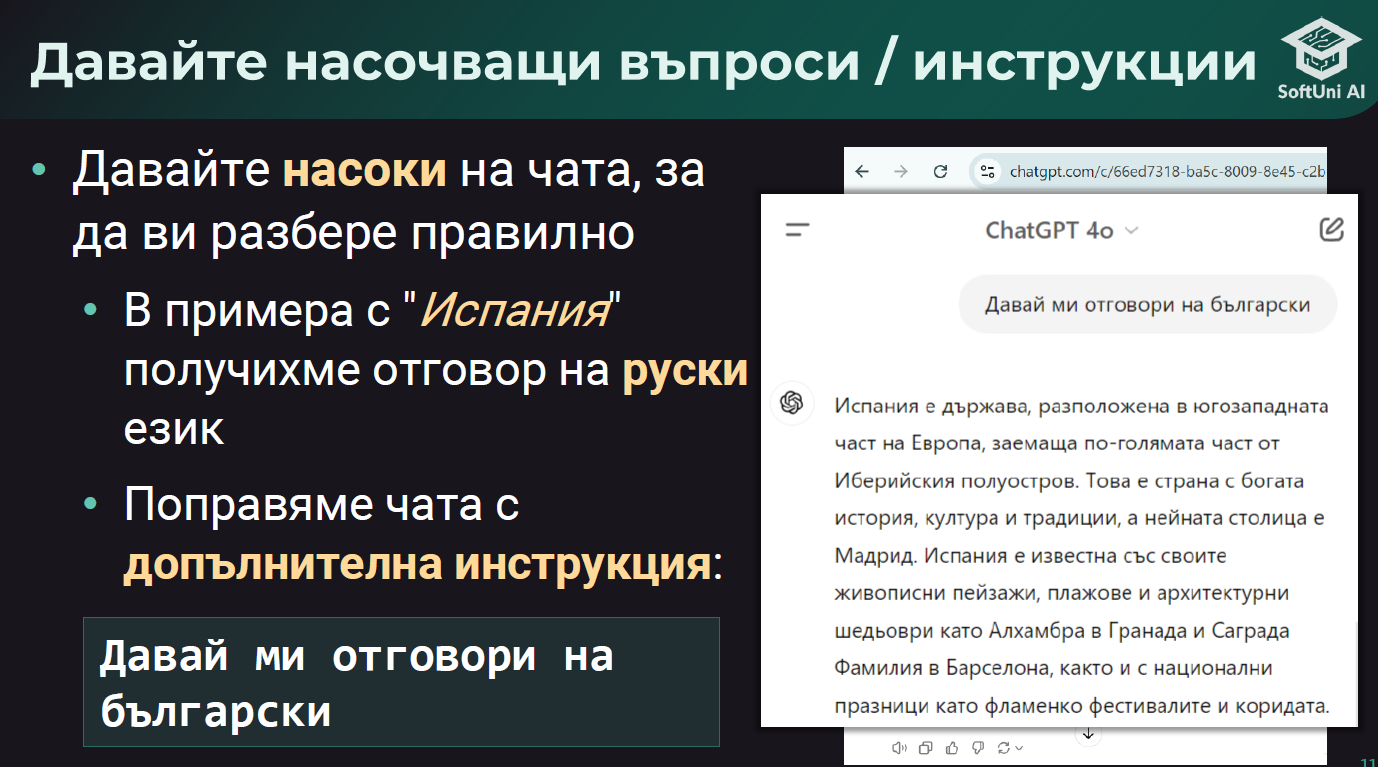 Давайте насочващи въпроси / инструкции
SoftUni AI
• Давайте насоки на чата, за
да ви разбере правилно
• В примера с "Испания"
получихме отговор на руски
език
• Поправяме чата с
допълнителна инструкция:
Давай ми отговори на
български
chatgpt.com/c/66ed7318-ba5c-8009-8e45-c2b
ChatGPT 4o
Давай ми отговори на български
Испания е държава, разположена в югозападната
част на Европа, заемаща по-голямата част от
Иберийския полуостров. Това е страна с богата
история, култура и традиции, а нейната столица е
Мадрид. Испания е известна със своите
живописни пейзажи, плажове и архитектурни
шедьоври като Алхамбра в Гранада и Саграда
Фамилия в Барселона, както и с национални
празници като фламенко фестивалите и коридата.
11